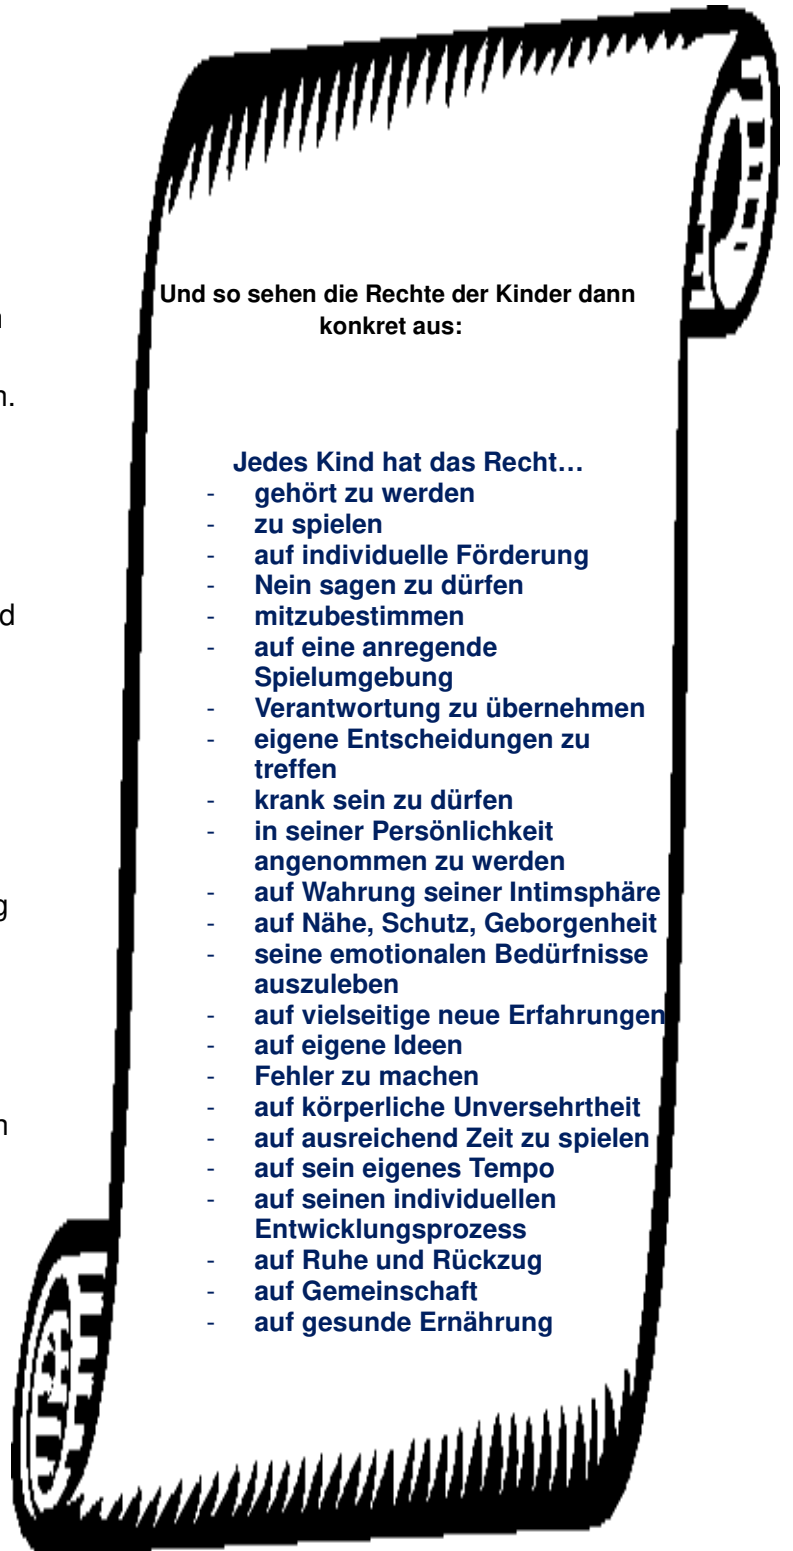 Und so sehen die Rechte der Kinder dann
konkret aus:
n.
d
g
Jedes Kind hat das Recht…
- gehört zu werden
- zu spielen
- auf individuelle Förderung
- Nein sagen zu dürfen
- mitzubestimmen
- auf eine anregende
Spielumgebung
- Verantwortung zu übernehmen
- eigene Entscheidungen zu
treffen
- krank sein zu dürfen
- in seiner Persönlichkeit
angenommen zu werden
- auf Wahrung seiner Intimsphäre
- auf Nähe, Schutz, Geborgenheit
- seine emotionalen Bedürfnisse
auszuleben
- auf vielseitige neue Erfahrungen
- auf eigene Ideen
- Fehler zu machen
- auf körperliche Unversehrtheit
- auf ausreichend Zeit zu spielen
- auf sein eigenes Tempo
- auf seinen individuellen
Entwicklungsprozess
- auf Ruhe und Rückzug
- auf Gemeinschaft
- auf gesunde Ernährung